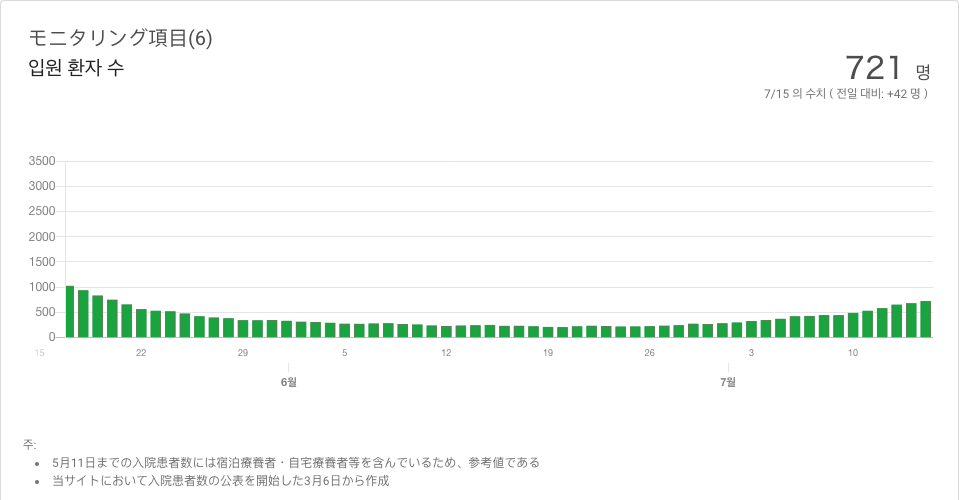 モニタリング項目(6)
입원 환자 수
721 명
7/15 의 수치 ( 전일 대비: +42 명 )
3500
3000
2500
2000
1500
1000
500
0
15 22 29 5 12 19 26 3 10
6월 7월
주:
• 5月11日までの入院患者数には宿泊療養者・自宅療養者等を含んでいるため、参考値である
• 当サイトにおいて入院患者数の公表を開始した3月6日から作成